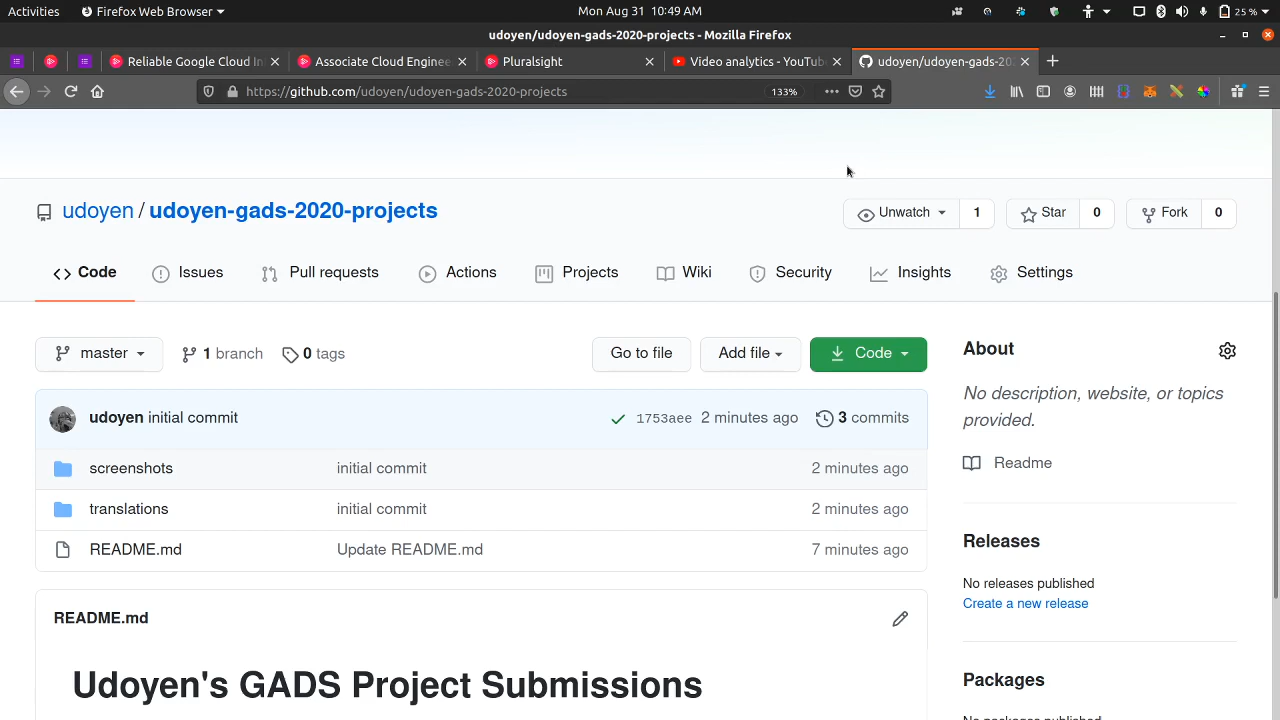 Activities Firefox Web Browser Mon Aug 31 10:49 AM 25 %
udoyen/udoyen-gads-2020-projects - Mozilla Firefox
Reliable Google Cloud In Associate Cloud Enginee Pluralsight Video analytics - YouTub udoyen/udoyen-gads-202
https://github.com/udoyen/udoyen-gads-2020-projects 133%
udoyen / udoyen-gads-2020-projects Unwatch 1 Star 0 Fork 0
Code Issues Pull requests Actions Projects Wiki Security Insights Settings
master 1 branch 0 tags Go to file Add file Code
About
No description, website, or topics
provided.
Readme
udoyen initial commit 1753aee 2 minutes ago 3 commits
screenshots initial commit 2 minutes ago
translations initial commit 2 minutes ago
README.md Update README.md 7 minutes ago
Releases
No releases published
Create a new release
README.md
Udoyen's GADS Project Submissions
Packages